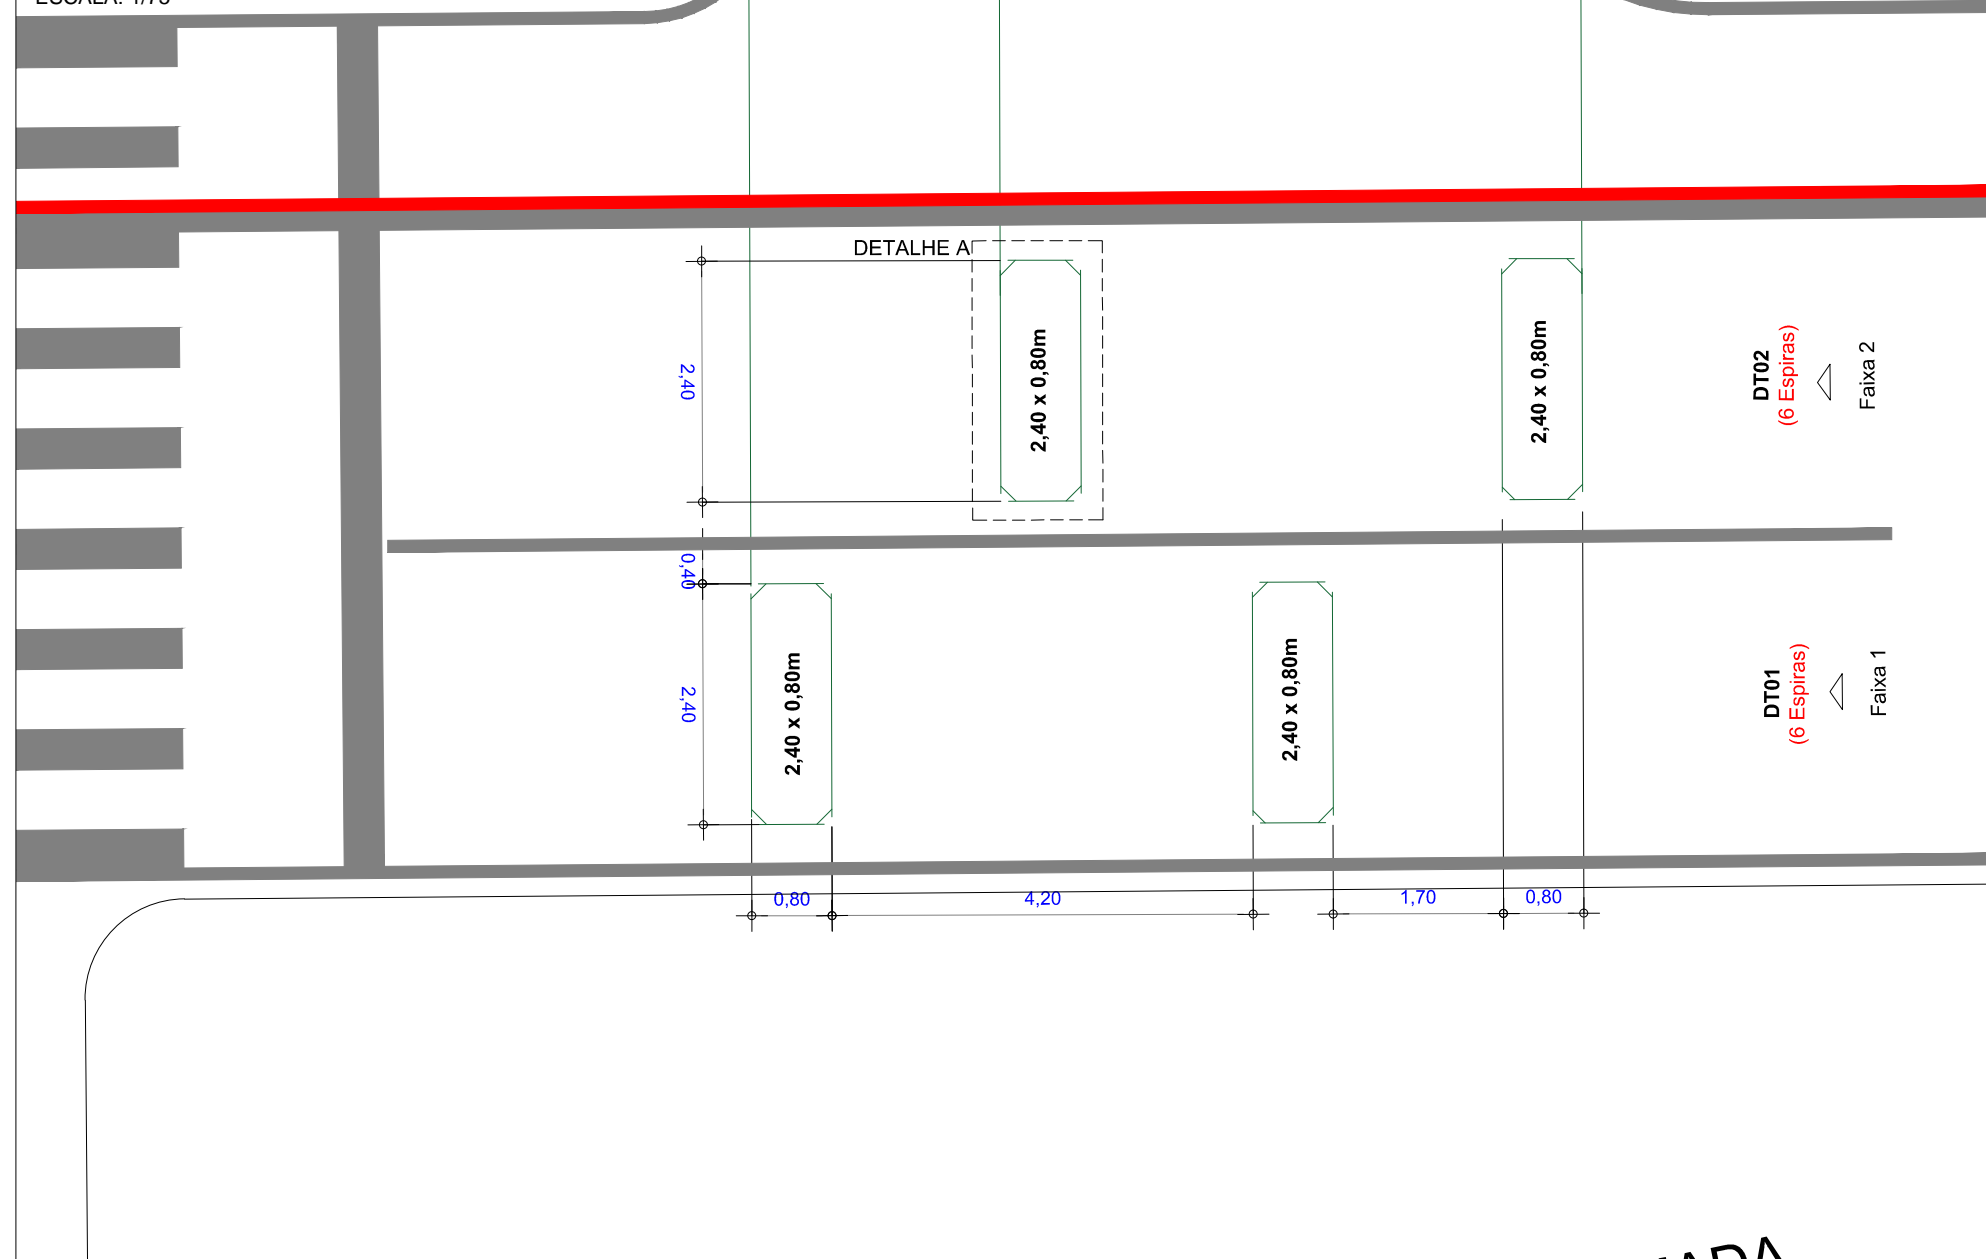 DETALHE A
2,40
2,40 x 0,80m
2,40 x 0,80m
DT02
(6 Espiras)
Faixa 2
0,40
2,40
2,40 x 0,80m
2,40 x 0,80m
DT01
(6 Espiras)
Faixa 1
0,80
4,20
1,70
0,80